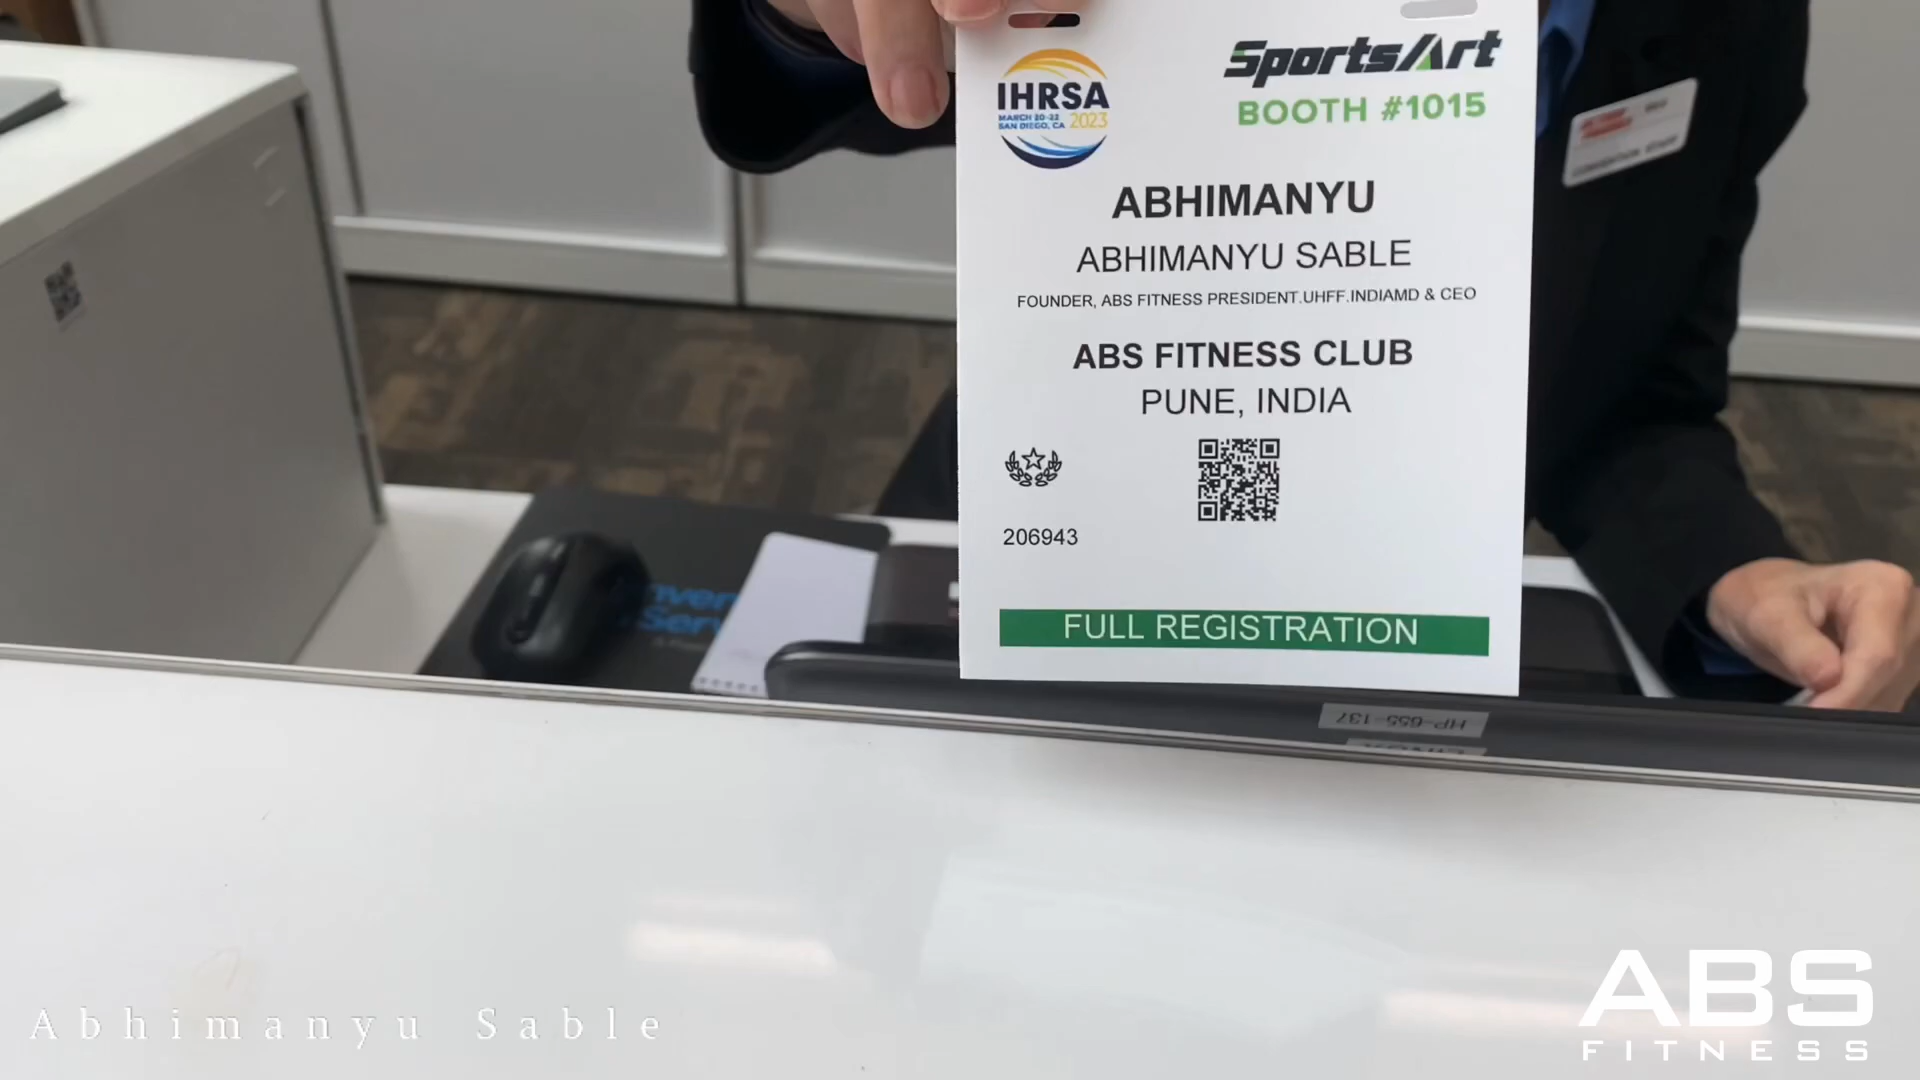 IHRSA
MARCH 20-22
SAN DIEGO, CA 2023
SportsArt
BOOTH #1015
ABHIMANYU
ABHIMANYU SABLE
FOUNDER, ABS FITNESS PRESIDENT.UHFF.INDIAMD & CEO
ABS FITNESS CLUB
PUNE, INDIA
206943
FULL REGISTRATION
HP-655-137
Abhimanyu Sable
ABS
FITNESS